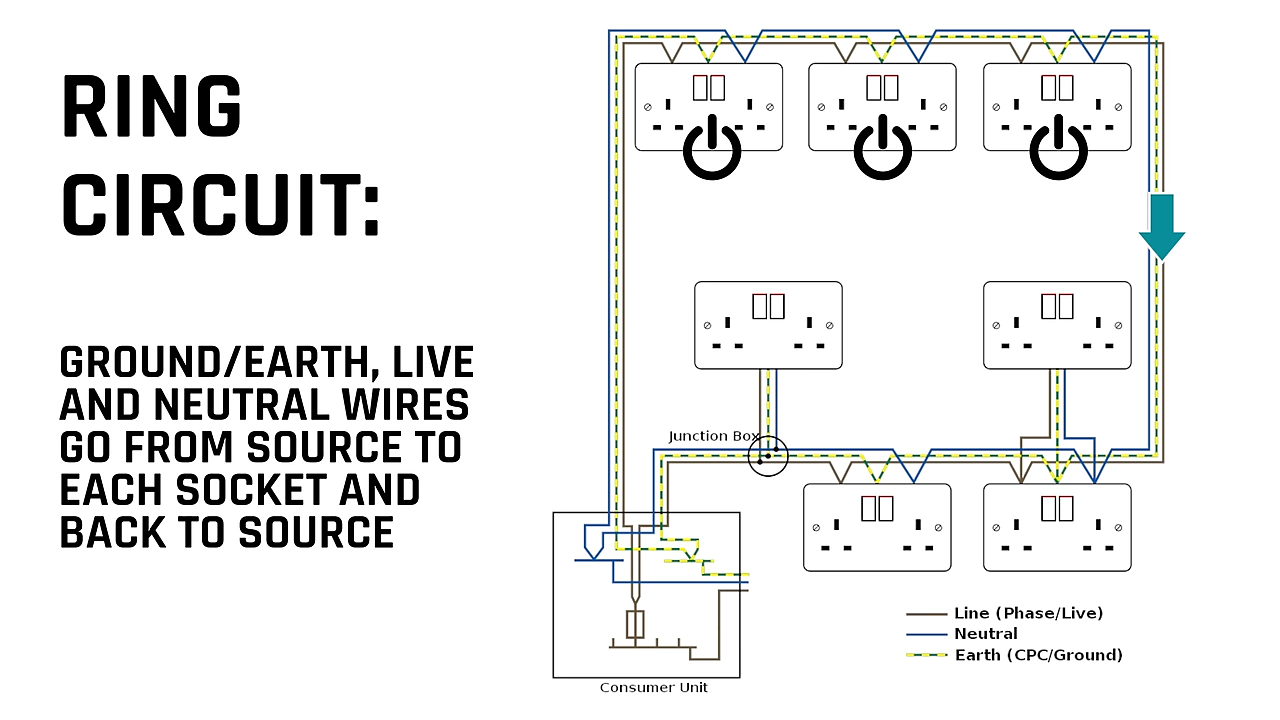 RING
CIRCUIT:
GROUND/EARTH, LIVE
AND NEUTRAL WIRES
GO FROM SOURCE TO
EACH SOCKET AND
BACK TO SOURCE
Junction Box
Consumer Unit
Line (Phase/Live)
Neutral
Earth (CPC/Ground)